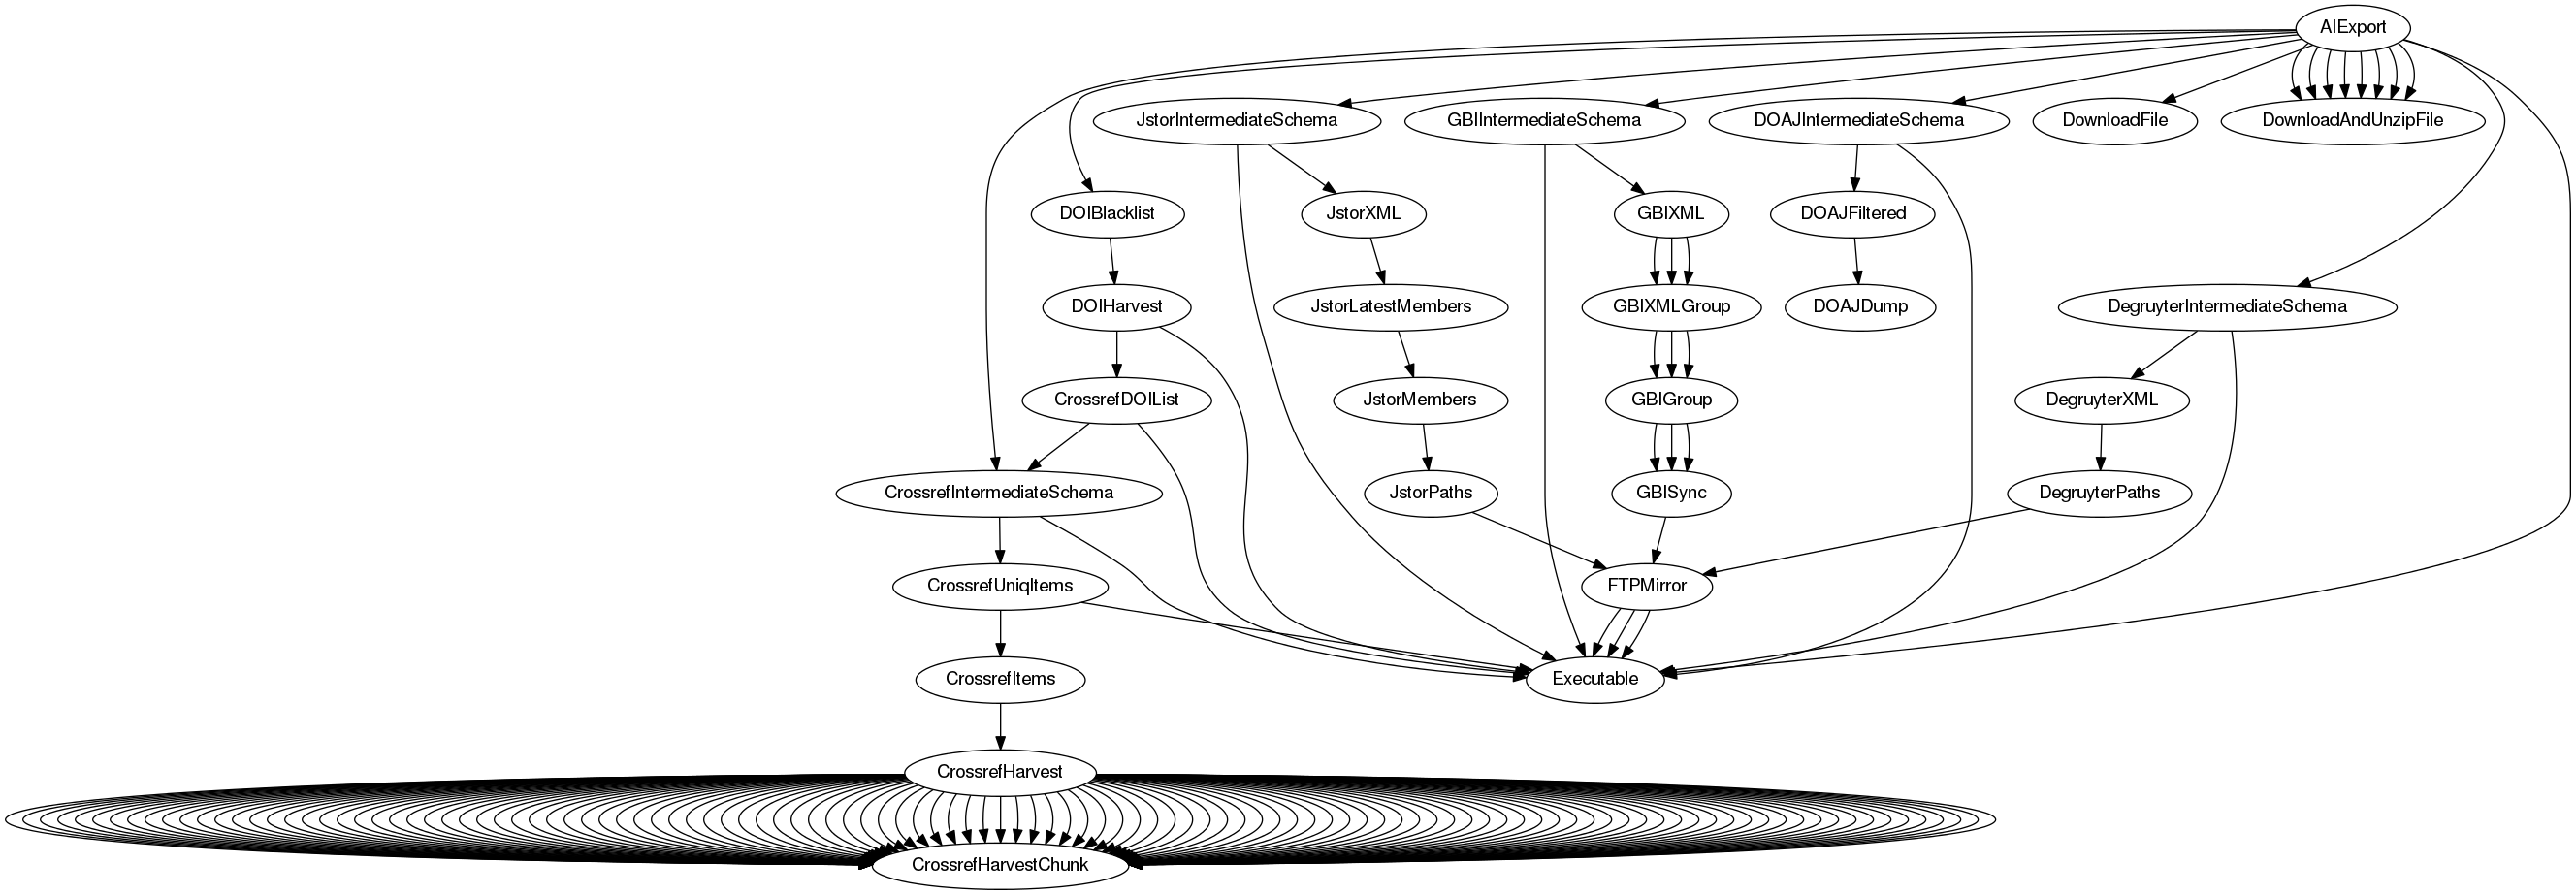 AIExport
JstorIntermediateSchema
GBIIntermediateSchema
DOAJIntermediateSchema
DownloadFile
DownloadAndUnzipFile
DOIBlacklist
JstorXML
GBIXML
DOAJFiltered
DOIHarvest
JstorLatestMembers
GBIXMLGroup
DOAJDump
DegruyterIntermediateSchema
CrossrefDOIList
JstorMembers
GBIGroup
DegruyterXML
CrossrefIntermediateSchema
JstorPaths
GBISync
DegruyterPaths
CrossrefUniqItems
FTPMirror
CrossrefItems
Executable
CrossrefHarvest
CrossrefHarvestChunk